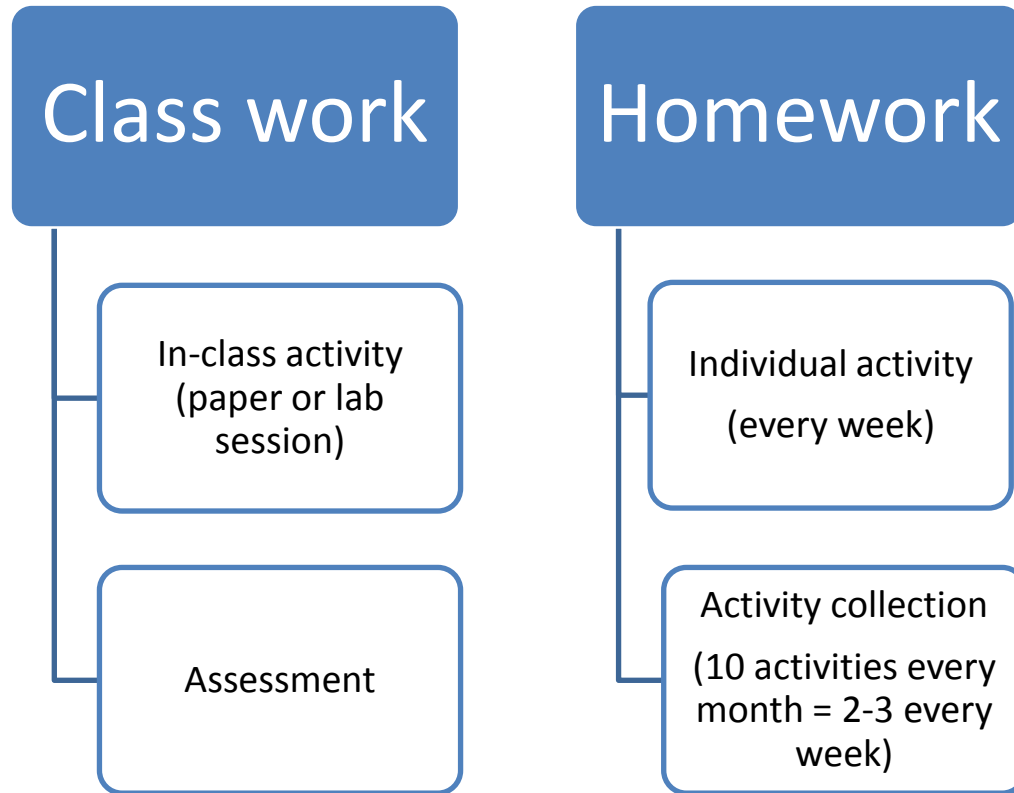 Class work
In-class activity
(paper or lab
session)
Assessment
Homework
Individual activity
(every week)
Activity collection
(10 activities every
month = 2-3 every
week)